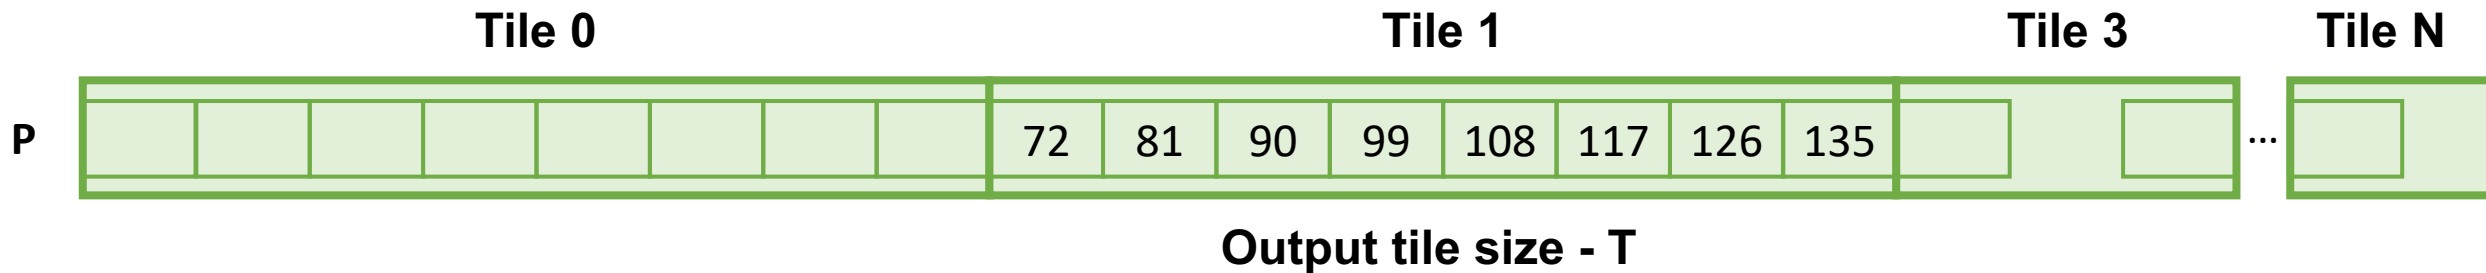 Tile 0 Tile 1 Tile 3 Tile N
P 72 81 90 99 108 117 126 135 ...
Output tile size - T